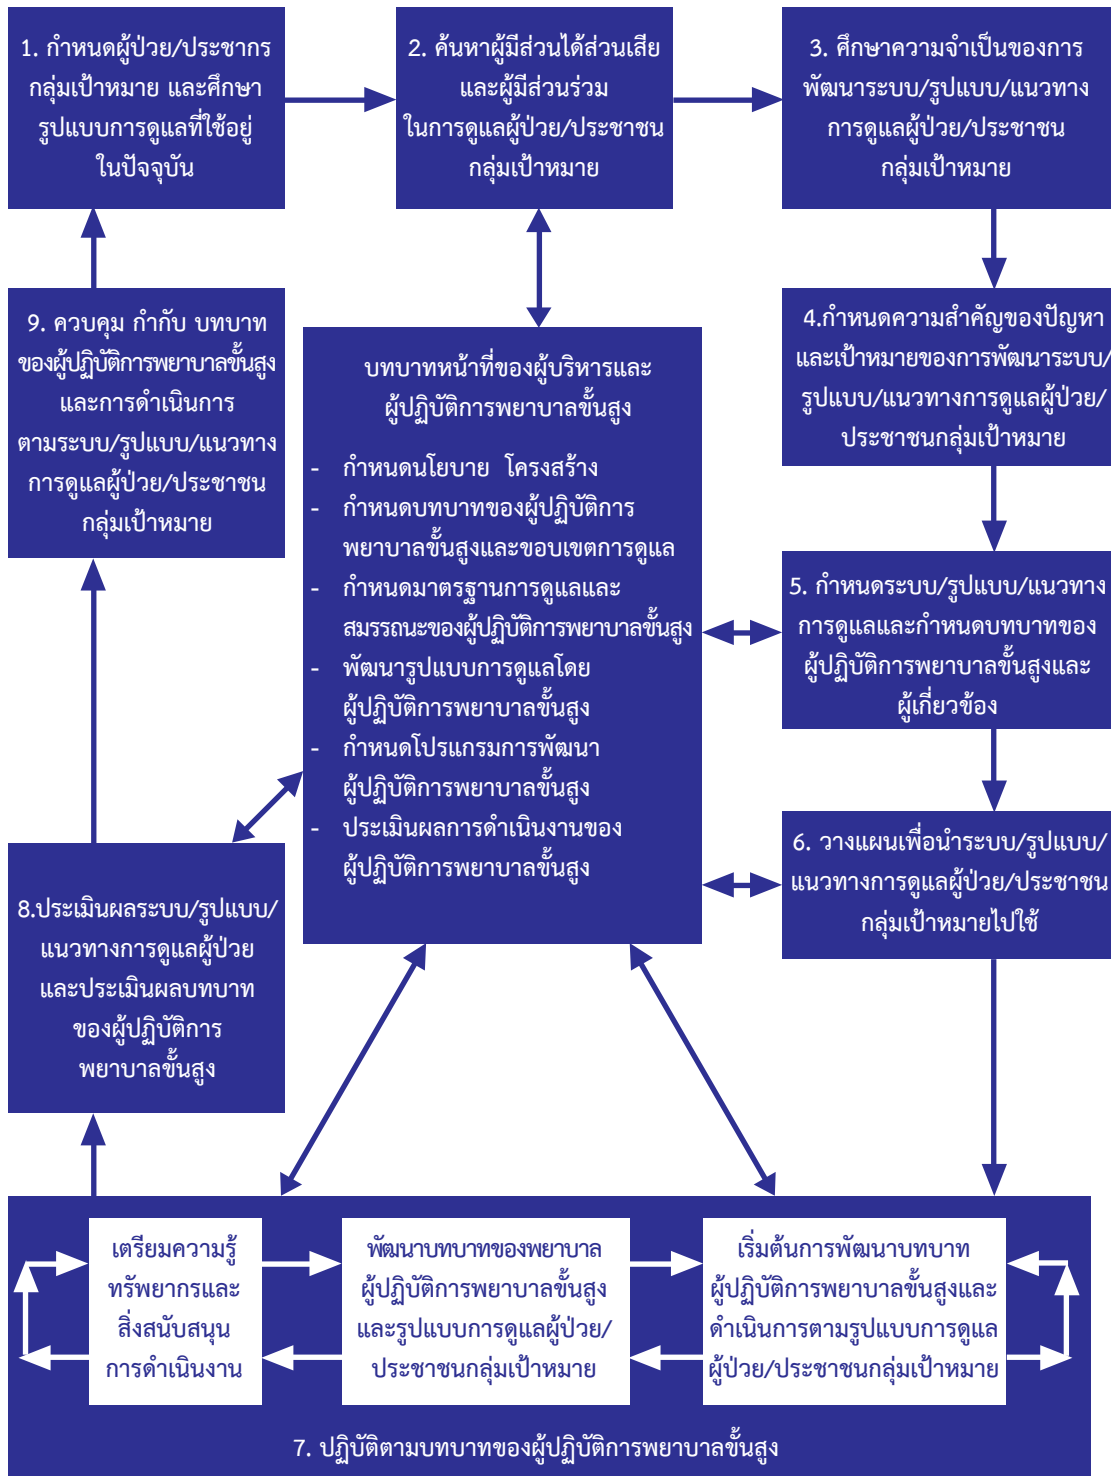 1. กำหนดผู้ป่วย/ประชากร
กลุ่มเป้าหมาย และศึกษา
รูปแบบการดูแลที่ใช้อยู่
ในปัจจุบัน
2. ค้นหาผู้มีส่วนได้ส่วนเสีย
และผู้มีส่วนร่วม
ในการดูแลผู้ป่วย/ประชาชน
กลุ่มเป้าหมาย
3. ศึกษาความจำเป็นของการ
พัฒนาระบบ/รูปแบบ/แนวทาง
การดูแลผู้ป่วย/ประชาชน
กลุ่มเป้าหมาย
4.กำหนดความสำคัญของปัญหา
และเป้าหมายของการพัฒนาระบบ/
รูปแบบ/แนวทางการดูแลผู้ป่วย/
ประชาชนกลุ่มเป้าหมาย
5. กำหนดระบบ/รูปแบบ/แนวทาง
การดูแลและกำหนดบทบาทของ
ผู้ปฏิบัติการพยาบาลขั้นสูงและ
ผู้เกี่ยวข้อง
6. วางแผนเพื่อนำระบบ/รูปแบบ/
แนวทางการดูแลผู้ป่วย/ประชาชน
กลุ่มเป้าหมายไปใช้
บทบาทหน้าที่ของผู้บริหารและ
ผู้ปฏิบัติการพยาบาลขั้นสูง
- กำหนดนโยบาย โครงสร้าง
- กำหนดบทบาทของผู้ปฏิบัติการ
พยาบาลขั้นสูงและขอบเขตการดูแล
- กำหนดมาตรฐานการดูแลและ
สมรรถนะของผู้ปฏิบัติการพยาบาลขั้นสูง
- พัฒนารูปแบบการดูแลโดย
ผู้ปฏิบัติการพยาบาลขั้นสูง
- กำหนดโปรแกรมการพัฒนา
ผู้ปฏิบัติการพยาบาลขั้นสูง
- ประเมินผลการดำเนินงานของ
ผู้ปฏิบัติการพยาบาลขั้นสูง
9. ควบคุม กำกับ บทบาท
ของผู้ปฏิบัติการพยาบาลขั้นสูง
และการดำเนินการ
ตามระบบ/รูปแบบ/แนวทาง
การดูแลผู้ป่วย/ประชาชน
กลุ่มเป้าหมาย
8.ประเมินผลระบบ/รูปแบบ/
แนวทางการดูแลผู้ป่วย
และประเมินผลบทบาท
ของผู้ปฏิบัติการ
พยาบาลขั้นสูง
เตรียมความรู้
ทรัพยากรและ
สิ่งสนับสนุน
การดำเนินงาน
พัฒนาบทบาทของพยาบาล
ผู้ปฏิบัติการพยาบาลขั้นสูง
และรูปแบบการดูแลผู้ป่วย/
ประชาชนกลุ่มเป้าหมาย
เริ่มต้นการพัฒนาบทบาท
ผู้ปฏิบัติการพยาบาลขั้นสูงและ
ดำเนินการตามรูปแบบการดูแล
ผู้ป่วย/ประชาชนกลุ่มเป้าหมาย
7. ปฏิบัติตามบทบาทของผู้ปฏิบัติการพยาบาลขั้นสูง